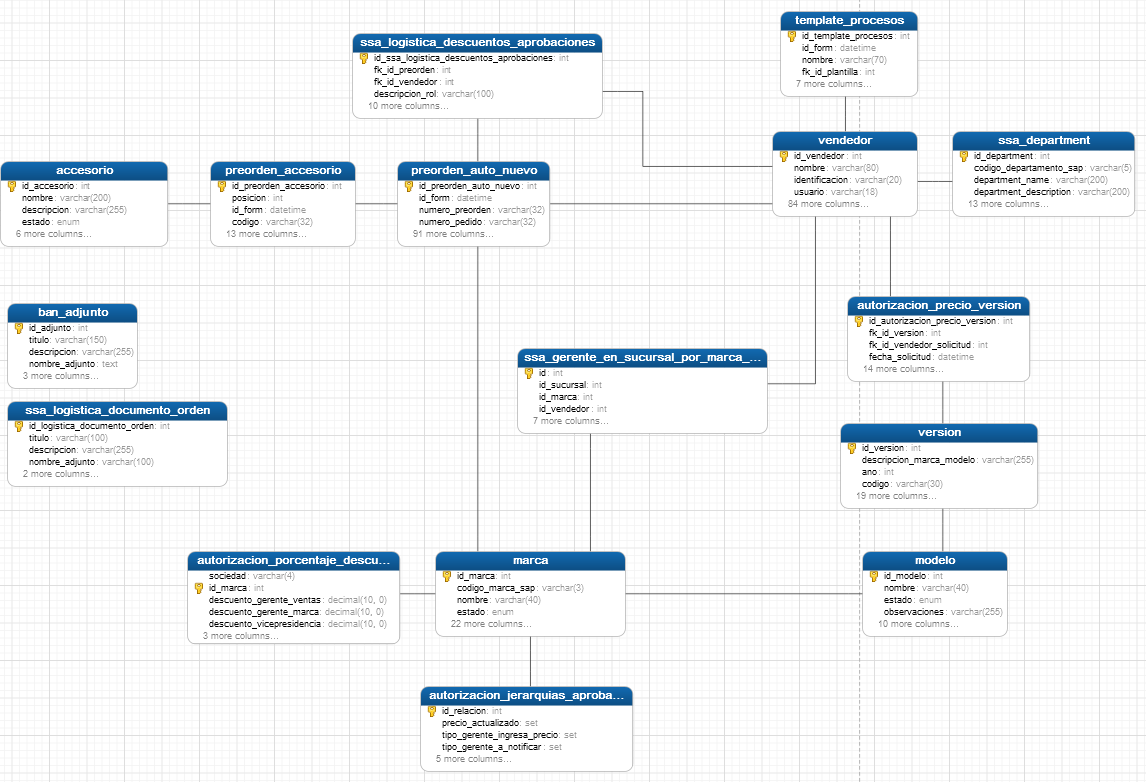 template_procesos
id_template_procesos: int
id_form: datetime
nombre: varchar(70)
fk_id_plantilla: int
7 more columns...
ssa_logistica_descuentos_aprobaciones
id_ssa_logistica_descuentos_aprobaciones: int
fk_id_preorden: int
fk_id_vendedor: int
descripcion_rol: varchar(100)
10 more columns...
accesorio
id_accesorio: int
nombre: varchar(200)
descripcion: varchar(255)
estado: enum
6 more columns...
preorden_accesorio
id_preorden_accesorio: int
posicion: int
id_form: datetime
codigo: varchar(32)
13 more columns...
preorden_auto_nuevo
id_preorden_auto_nuevo: int
id_form: datetime
numero_preorden: varchar(32)
numero_pedido: varchar(32)
91 more columns...
vendedor
id_vendedor: int
nombre: varchar(80)
identificacion: varchar(20)
usuario: varchar(18)
84 more columns...
ssa_department
id_department: int
codigo_departamento_sap: varchar(5)
department_name: varchar(200)
department_description: varchar(200)
13 more columns...
ban_adjunto
id_adjunto: int
titulo: varchar(150)
descripcion: varchar(255)
nombre_adjunto: text
3 more columns...
autorizacion_precio_version
id_autorizacion_precio_version: int
fk_id_version: int
fk_id_vendedor_solicitud: int
fecha_solicitud: datetime
14 more columns...
ssa_gerente_en_sucursal_por_marca_...
id: int
id_sucursal: int
id_marca: int
id_vendedor: int
7 more columns...
ssa_logistica_documento_orden
id_logistica_documento_orden: int
titulo: varchar(100)
descripcion: varchar(255)
nombre_adjunto: varchar(100)
2 more columns...
version
id_version: int
descripcion_marca_modelo: varchar(255)
ano: int
codigo: varchar(30)
19 more columns...
autorizacion_porcentaje_descu...
sociedad: varchar(4)
id_marca: int
descuento_gerente_ventas: decimal(10, 0)
descuento_gerente_marca: decimal(10, 0)
descuento_vicepresidencia: decimal(10, 0)
3 more columns...
marca
id_marca: int
codigo_marca_sap: varchar(3)
nombre: varchar(40)
estado: enum
22 more columns...
modelo
id_modelo: int
nombre: varchar(40)
estado: enum
observaciones: varchar(255)
10 more columns...
autorizacion_jerarquias_aproba...
id_relacion: int
precio_actualizado: set
tipo_gerente_ingresa_precio: set
tipo_gerente_a_notificar: set
5 more columns...